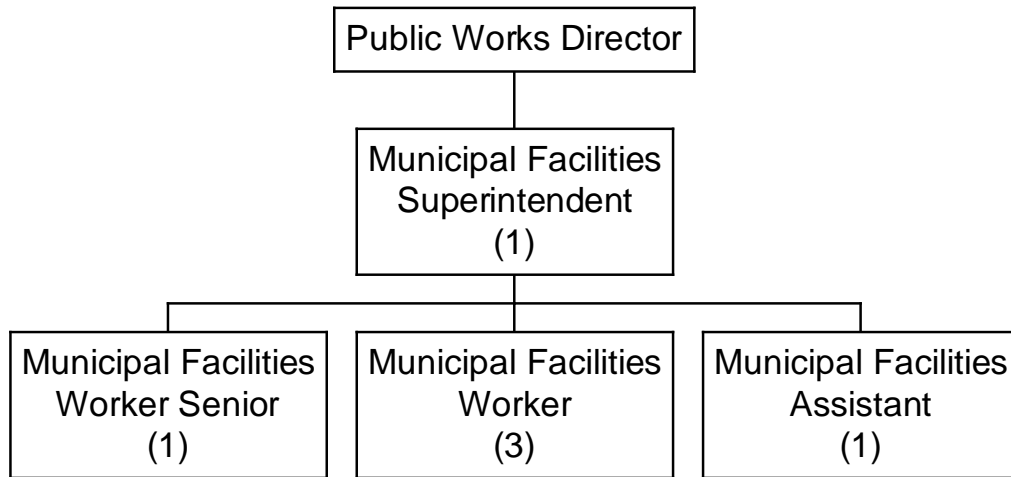 Public Works Director
Municipal Facilities
Superintendent
(1)
Municipal Facilities
Worker Senior
(1)
Municipal Facilities
Worker
(3)
Municipal Facilities
Assistant
(1)